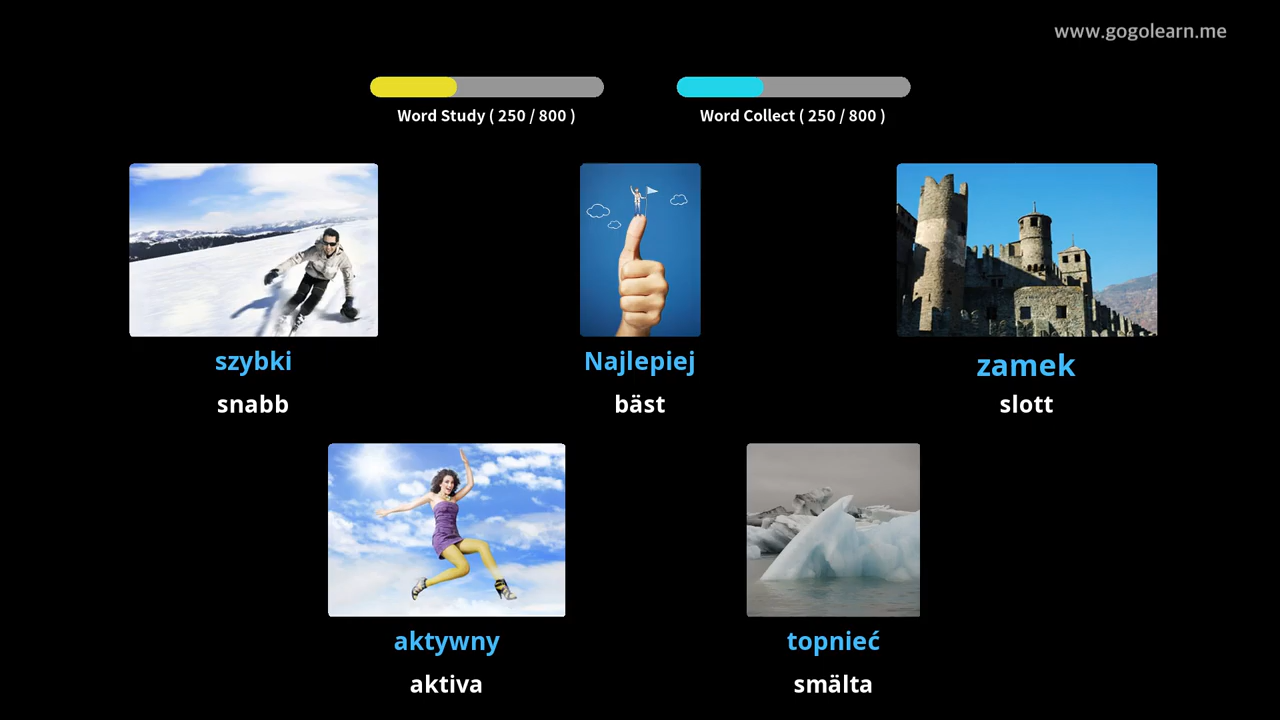 www.gogolearn.me
Word Study ( 250 / 800 )
Word Collect ( 250 / 800 )
szybki
snabb
Najlepiej
bäst
zamek
slott
aktywny
aktiva
topnieć
smälta